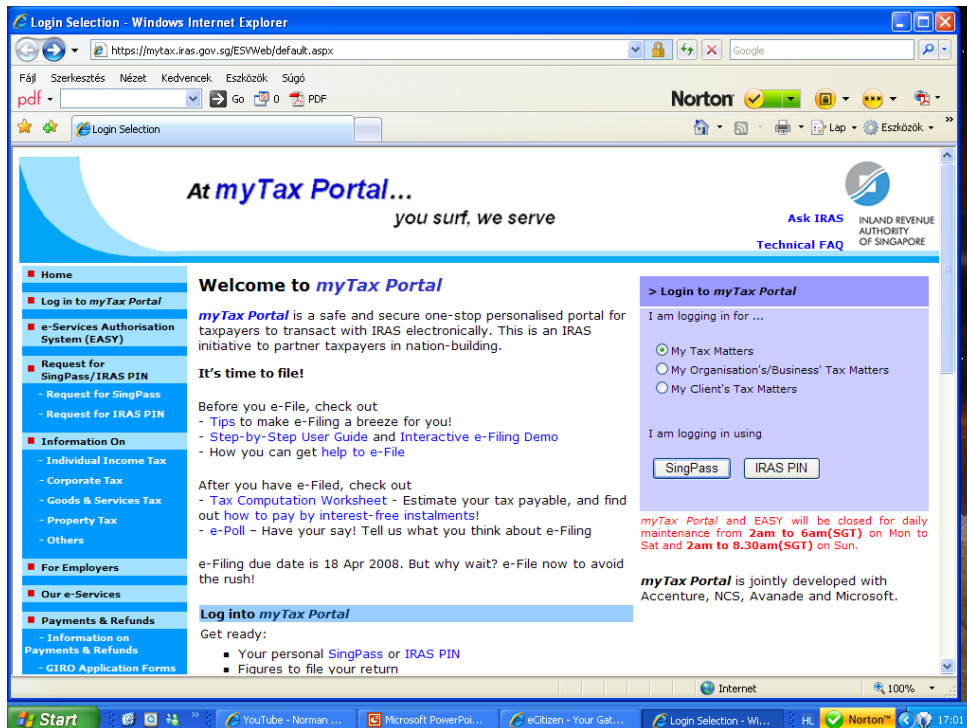 Login Selection - Windows Internet Explorer
https://mytax.iras.gov.sg/ESVWeb/default.aspx
Google
Fájl Szerkesztés Nézet Kedvencek Eszközök Súgó
pdf Go 0 PDF
Norton
Login Selection
Lap Eszközök »
At myTax Portal...
you surf, we serve
Ask IRAS
Technical FAQ
INLAND REVENUE
AUTHORITY
OF SINGAPORE
Home
Log in to myTax Portal
e-Services Authorisation
System (EASY)
Request for
SingPass/IRAS PIN
- Request for SingPass
- Request for IRAS PIN
Information On
- Individual Income Tax
- Corporate Tax
- Goods & Services Tax
- Property Tax
- Others
For Employers
Our e-Services
Payments & Refunds
- Information on
Payments & Refunds
- GIRO Application Forms
Welcome to myTax Portal
myTax Portal is a safe and secure one-stop personalised portal for
taxpayers to transact with IRAS electronically. This is an IRAS
initiative to partner taxpayers in nation-building.
It's time to file!
Before you e-File, check out
- Tips to make e-Filing a breeze for you!
- Step-by-Step User Guide and Interactive e-Filing Demo
- How you can get help to e-File
After you have e-Filed, check out
- Tax Computation Worksheet - Estimate your tax payable, and find
out how to pay by interest-free instalments!
- e-Poll – Have your say! Tell us what you think about e-Filing
e-Filing due date is 18 Apr 2008. But why wait? e-File now to avoid
the rush!
Log into myTax Portal
Get ready:
Your personal SingPass or IRAS PIN
Figures to file your return
> Login to myTax Portal
I am logging in for ...
My Tax Matters
My Organisation's/Business' Tax Matters
My Client's Tax Matters
I am logging in using
SingPass IRAS PIN
myTax Portal and EASY will be closed for daily
maintenance from 2am to 6am(SGT) on Mon to
Sat and 2am to 8.30am(SGT) on Sun.
myTax Portal is jointly developed with
Accenture, NCS, Avanade and Microsoft.
Internet 100%
Start » YouTube - Norman ... Microsoft PowerPoi... eCitizen - Your Gat... Login Selection - Wi... HL Norton™ 17:01